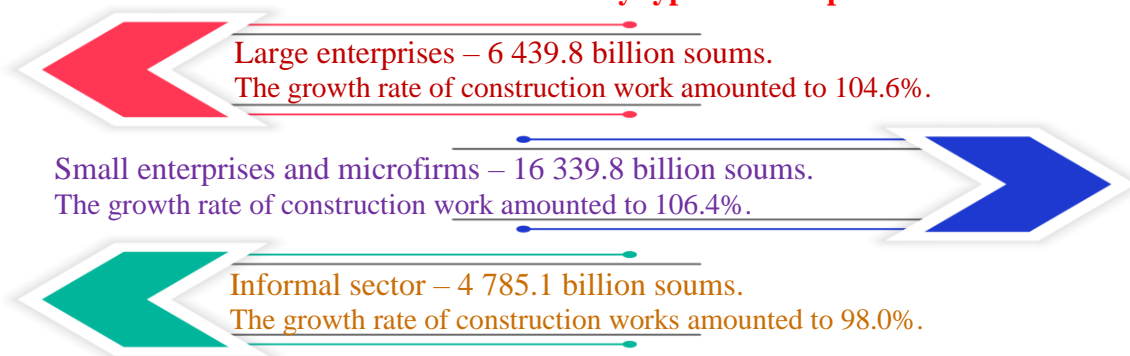 Large enterprises – 6 439.8 billion soums.
The growth rate of construction work amounted to 104.6%.
Small enterprises and microfirms – 16 339.8 billion soums.
The growth rate of construction work amounted to 106.4%.
Informal sector – 4 785.1 billion soums.
The growth rate of construction works amounted to 98.0%.